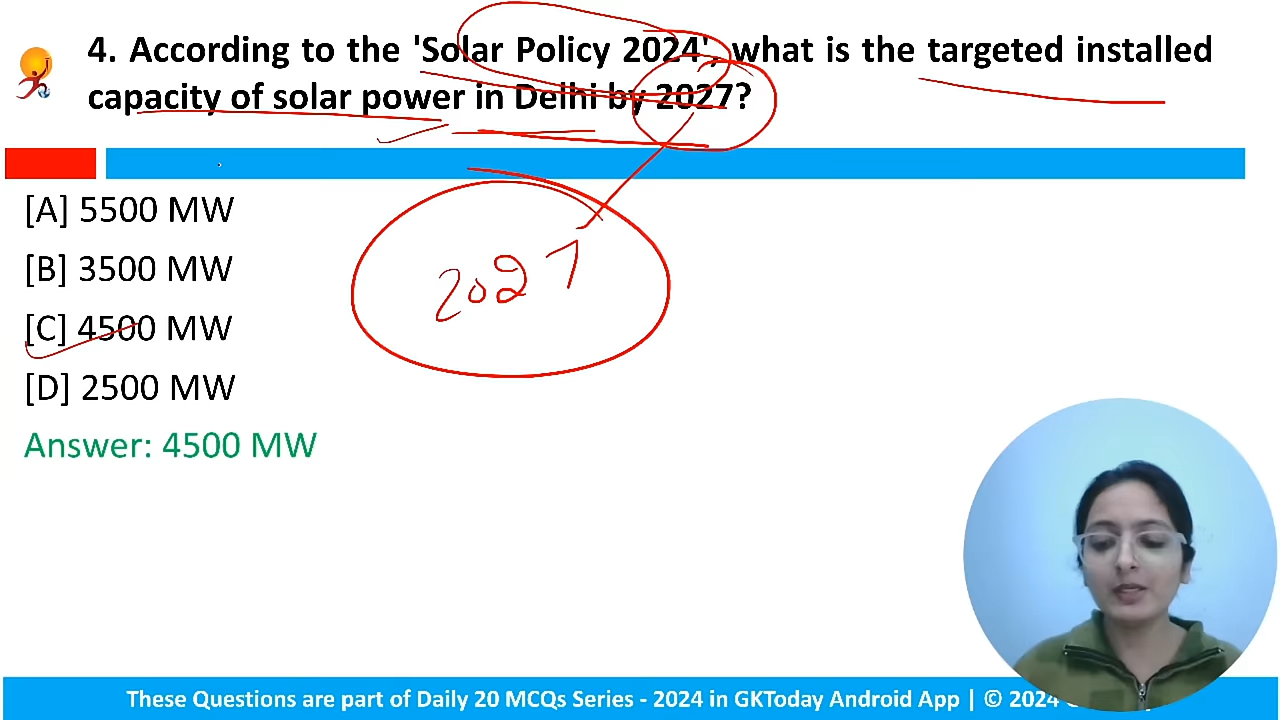 4. According to the 'Solar Policy 2024', what is the targeted installed
capacity of solar power in Delhi by 2027?
[A] 5500 MW
2027
[B] 3500 MW
[C] 4500 MW
[D] 2500 MW
Answer: 4500 MW
These Questions are part of Daily 20 MCQs Series - 2024 in GKToday Android App | © 2024